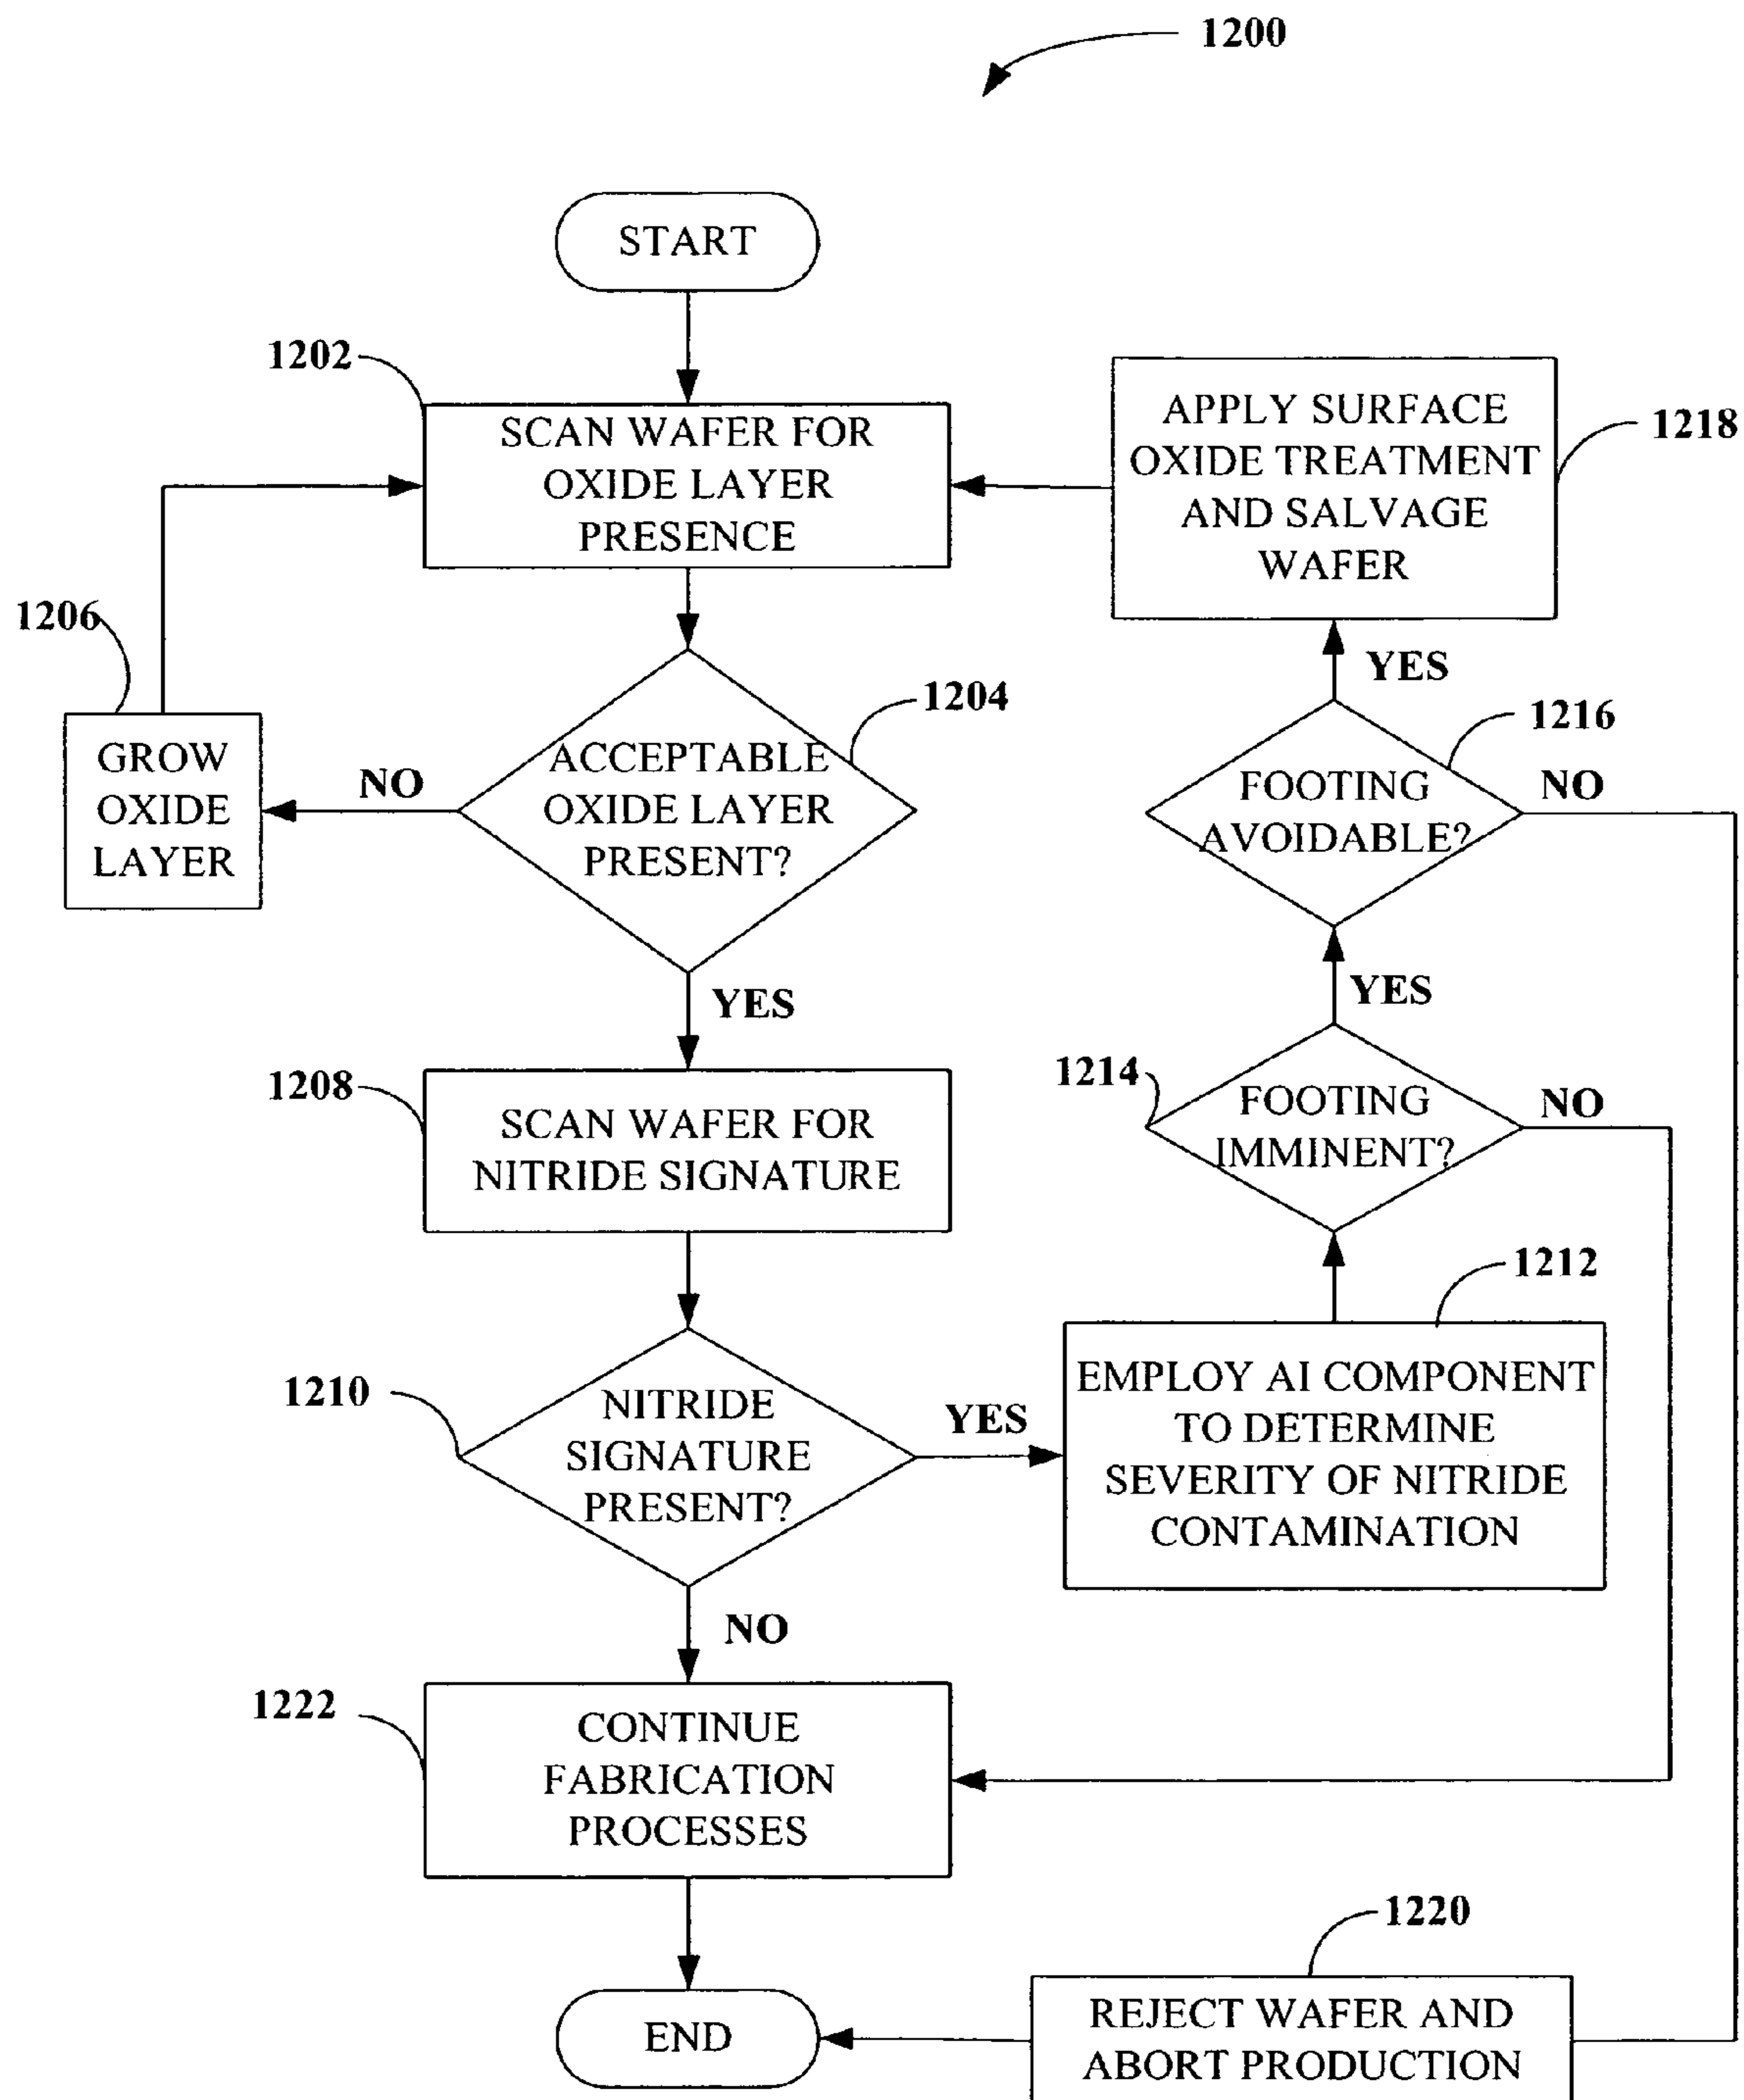 1200
START
1202
SCAN WAFER FOR
OXIDE LAYER
PRESENCE
APPLY SURFACE
OXIDE TREATMENT
AND SALVAGE
WAFER
1218
1206
GROW
OXIDE
LAYER
NO
1204
ACCEPTABLE
OXIDE LAYER
PRESENT?
YES
YES
1216
FOOTING
AVOIDABLE?
NO
YES
1208
SCAN WAFER FOR
NITRIDE SIGNATURE
1214
FOOTING
IMMINENT?
NO
1210
NITRIDE
SIGNATURE
PRESENT?
YES
1212
EMPLOY AI COMPONENT
TO DETERMINE
SEVERITY OF NITRIDE
CONTAMINATION
NO
1222
CONTINUE
FABRICATION
PROCESSES
END
1220
REJECT WAFER AND
ABORT PRODUCTION